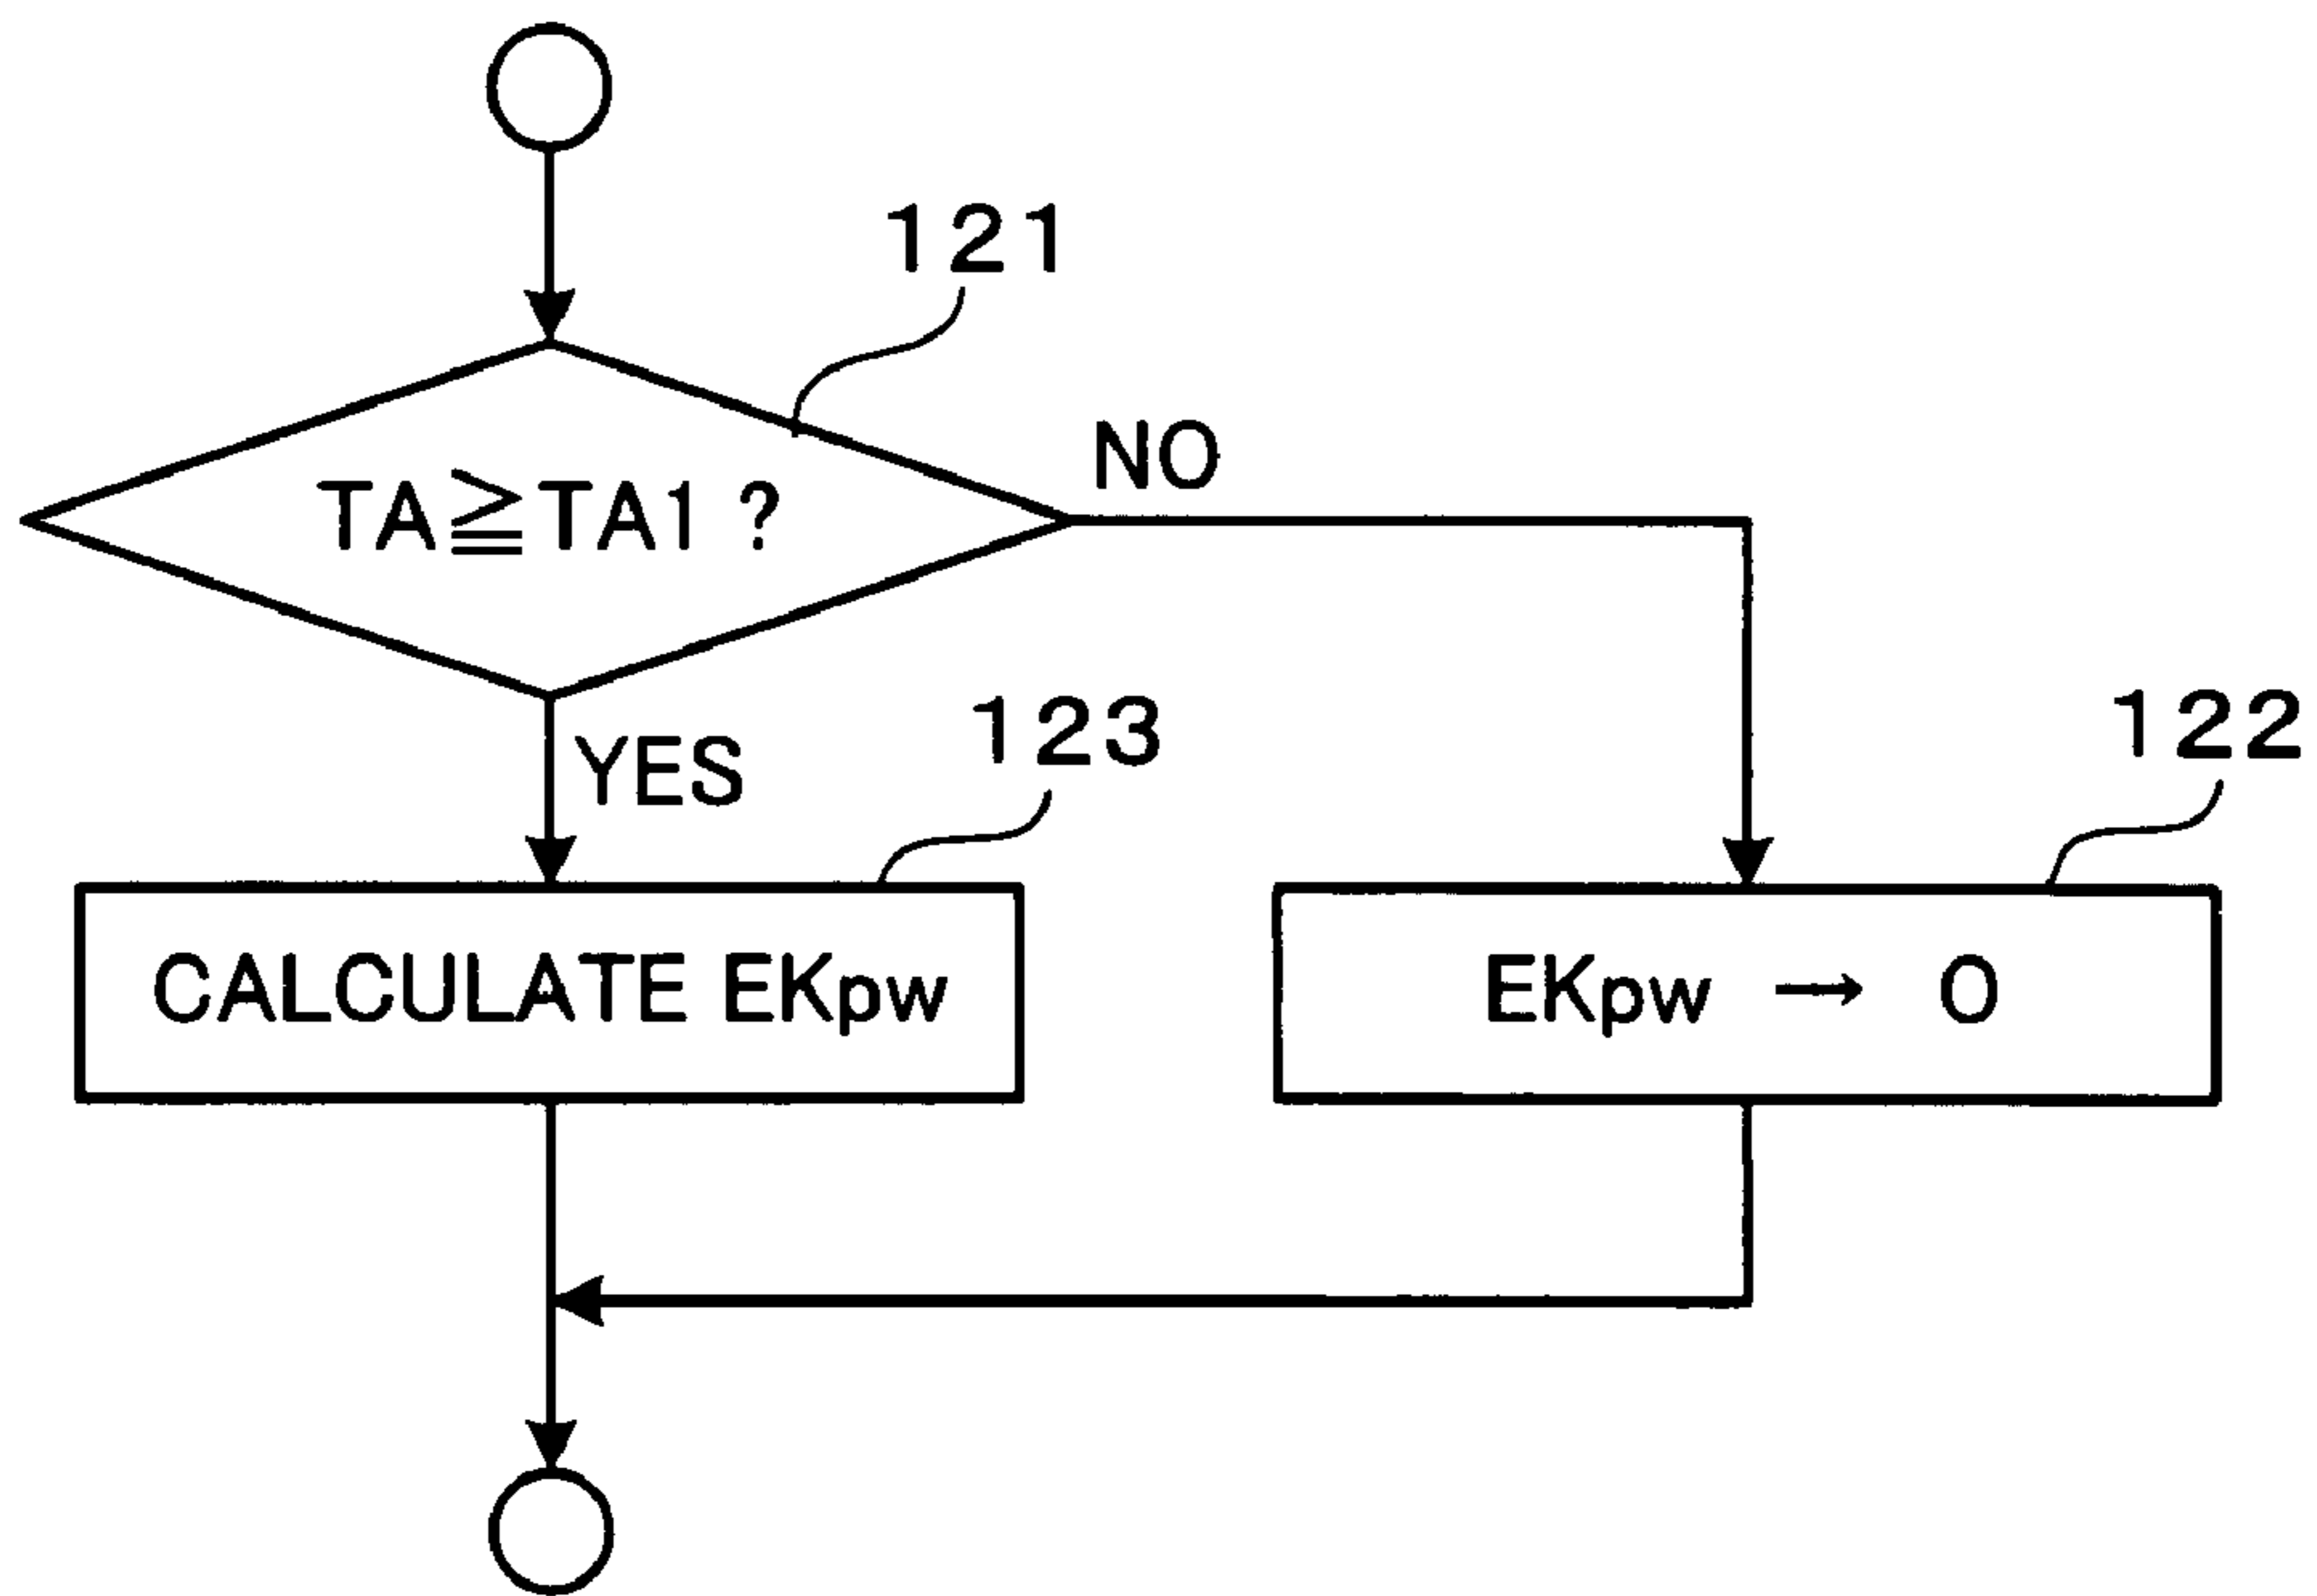 121
NO
TA≧TA1 ?
YES
123
122
CALCULATE EKpw
EKpw → 0